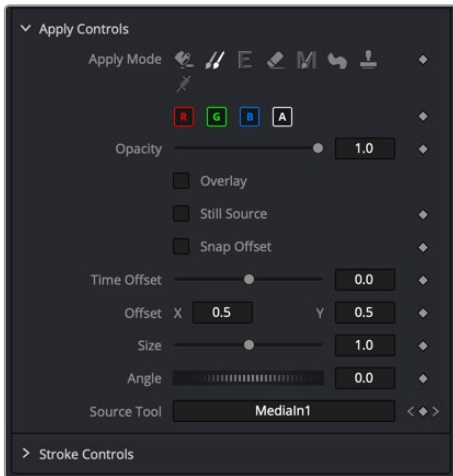 Apply Controls
Apply Mode E M
R G B A
Opacity 1.0
Overlay
Still Source
Snap Offset
Time Offset 0.0
Offset X 0.5 Y 0.5
Size 1.0
Angle 0.0
Source Tool MediaIn1
Stroke Controls